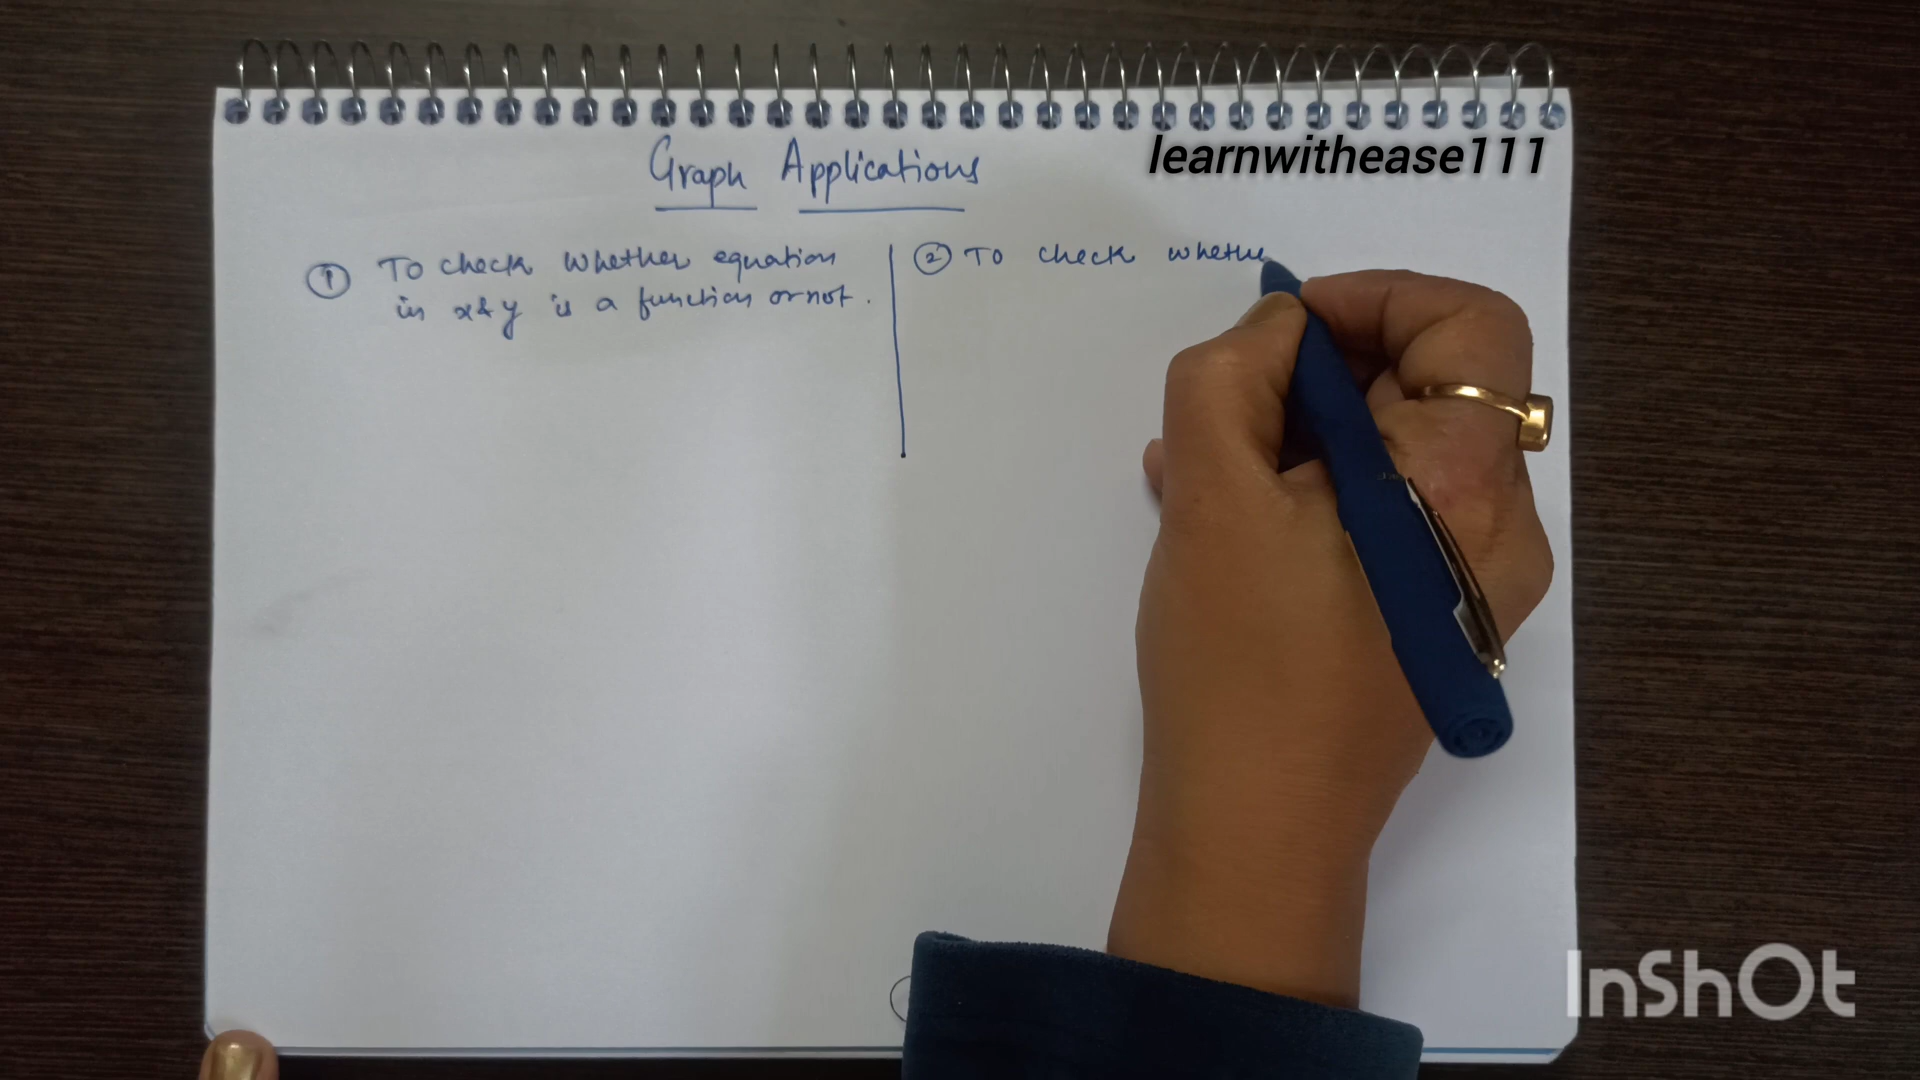 Graph Applications
learnwithease111
① To check whether equation
in x & y is a function or not.
② To check whethe
InShOt